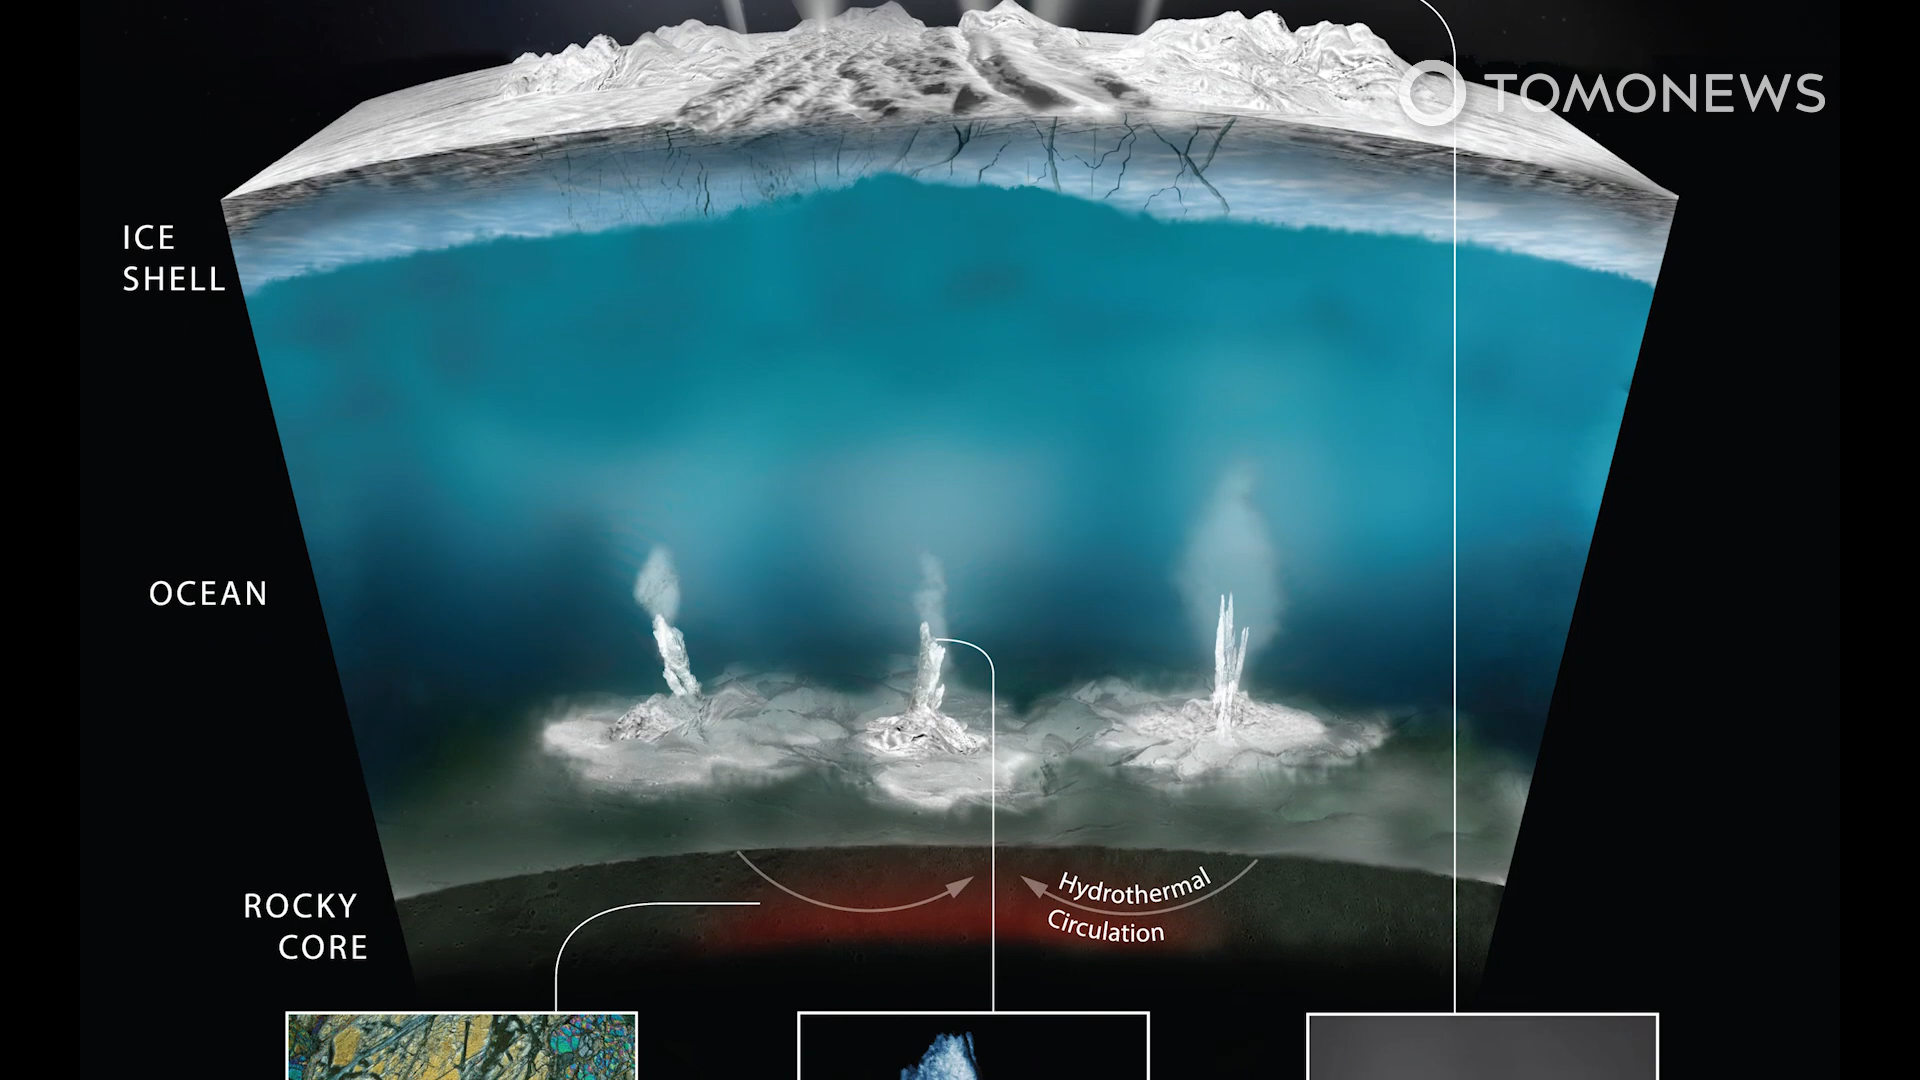 TOMONEWS
ICE
SHELL
OCEAN
ROCKY
CORE
Hydrothermal
Circulation